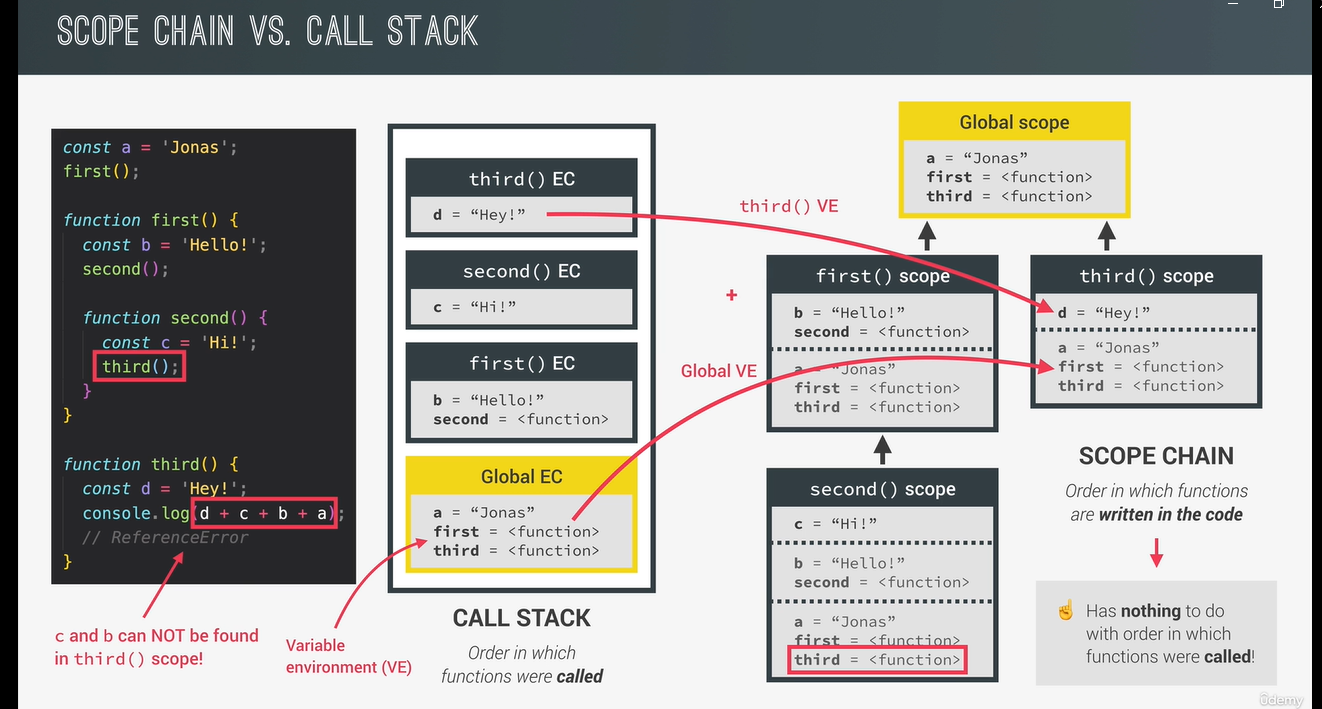 SCOPE CHAIN VS. CALL STACK
const a = 'Jonas';
first();
function first() {
const b = 'Hello!';
second();
function second() {
const c = 'Hi!';
third();
}
}
function third() {
const d = 'Hey!';
console.log(d + c + b + a);
// ReferenceError
}
c and b can NOT be found
in third() scope!
third() EC
d = “Hey!”
second() EC
c = “Hi!”
first() EC
b = “Hello!”
second = <function>
Global EC
a = “Jonas”
first = <function>
third = <function>
Variable
environment (VE)
CALL STACK
Order in which
functions were called
third() VE
+
Global VE
Global scope
a = “Jonas”
first = <function>
third = <function>
first() scope
b = “Hello!”
second = <function>
a = “Jonas”
first = <function>
third = <function>
second() scope
c = “Hi!”
b = “Hello!”
second = <function>
a = “Jonas”
first = <function>
third = <function>
third() scope
d = “Hey!”
a = “Jonas”
first = <function>
third = <function>
SCOPE CHAIN
Order in which functions
are written in the code
☝ Has nothing to do
with order in which
functions were called!
ûdemy